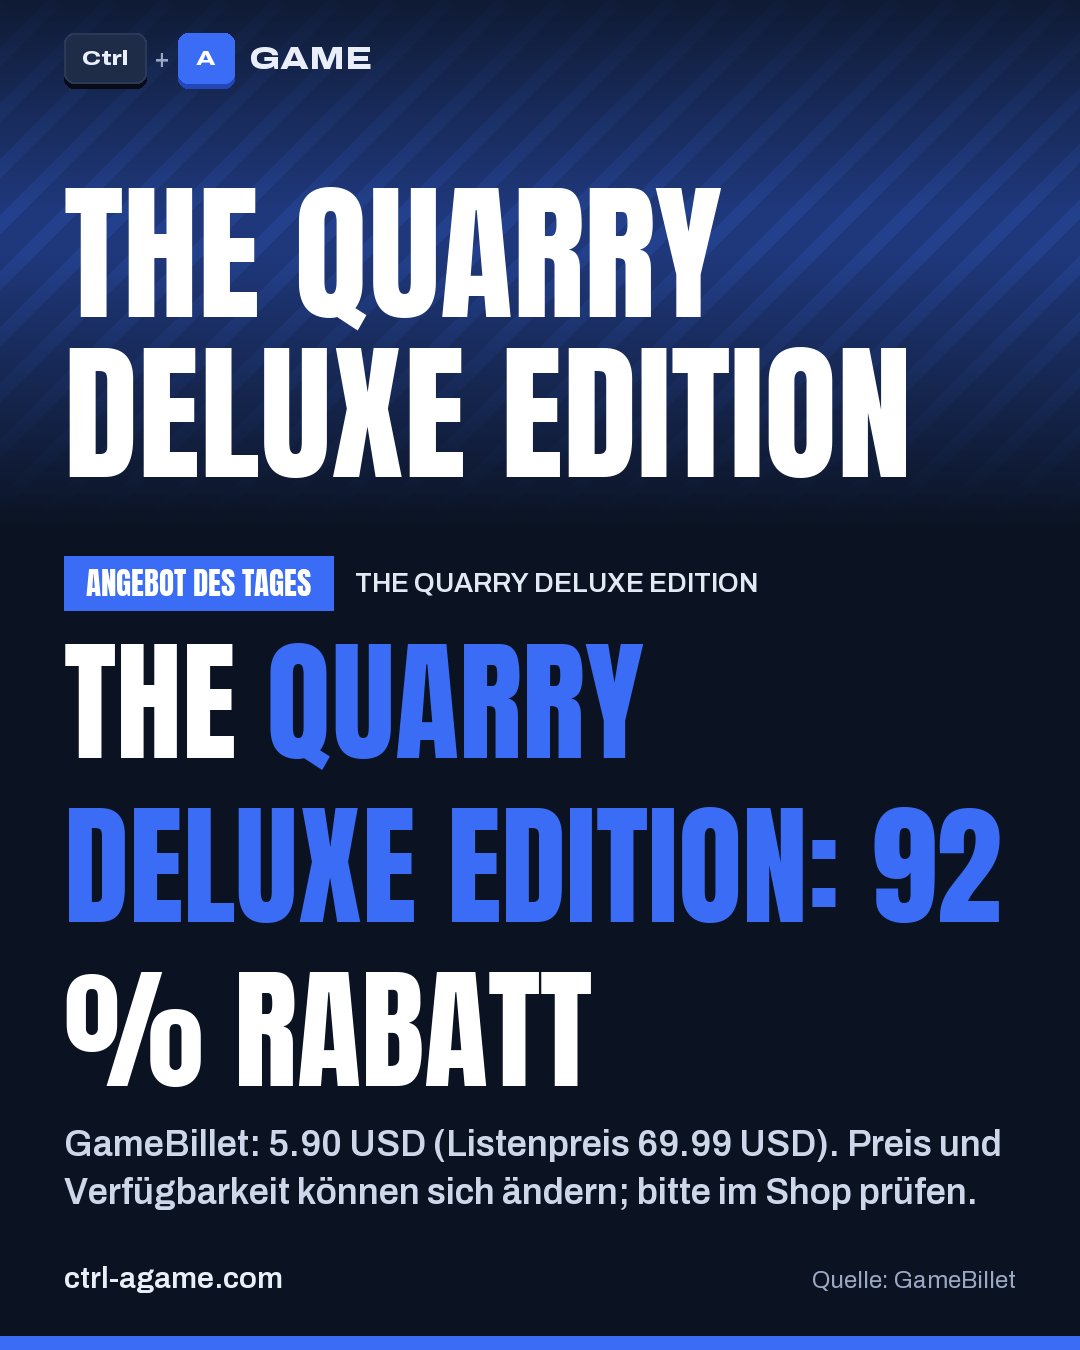 Ctrl + A GAME
THE QUARRY
DELUXE EDITION
ANGEBOT DES TAGES THE QUARRY DELUXE EDITION
THE QUARRY
DELUXE EDITION: 92
% RABATT
GameBillet: 5.90 USD (Listenpreis 69.99 USD). Preis und
Verfügbarkeit können sich ändern; bitte im Shop prüfen.
ctrl-agame.com Quelle: GameBillet